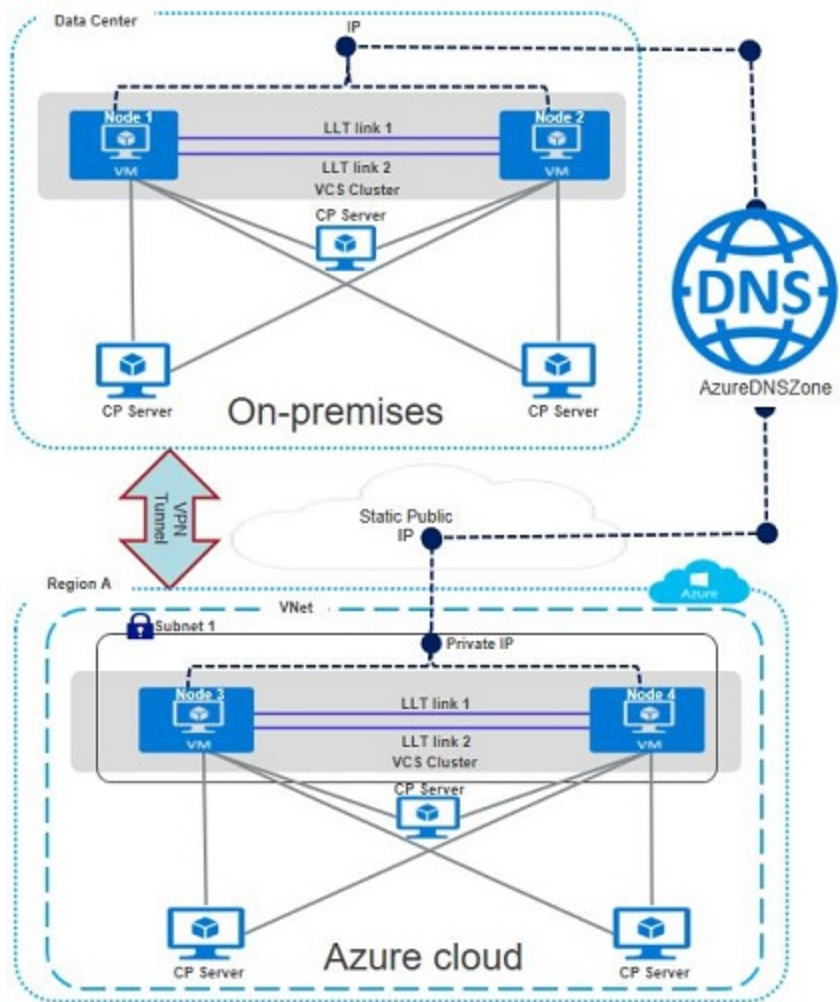 Data Center
IP
Node 1
Node 2
LLT link 1
VM
LLT link 2
VM
VCS Cluster
CP Server
DNS
AzureDNSZone
CP Server
On-premises
CP Server
VPN
Tunnel
Static Public
IP
Region A
Azure
VNet
Subnet 1
Private IP
Node 3
Node 4
LLT link 1
VM
LLT link 2
VM
VCS Cluster
CP Server
CP Server
Azure cloud
CP Server